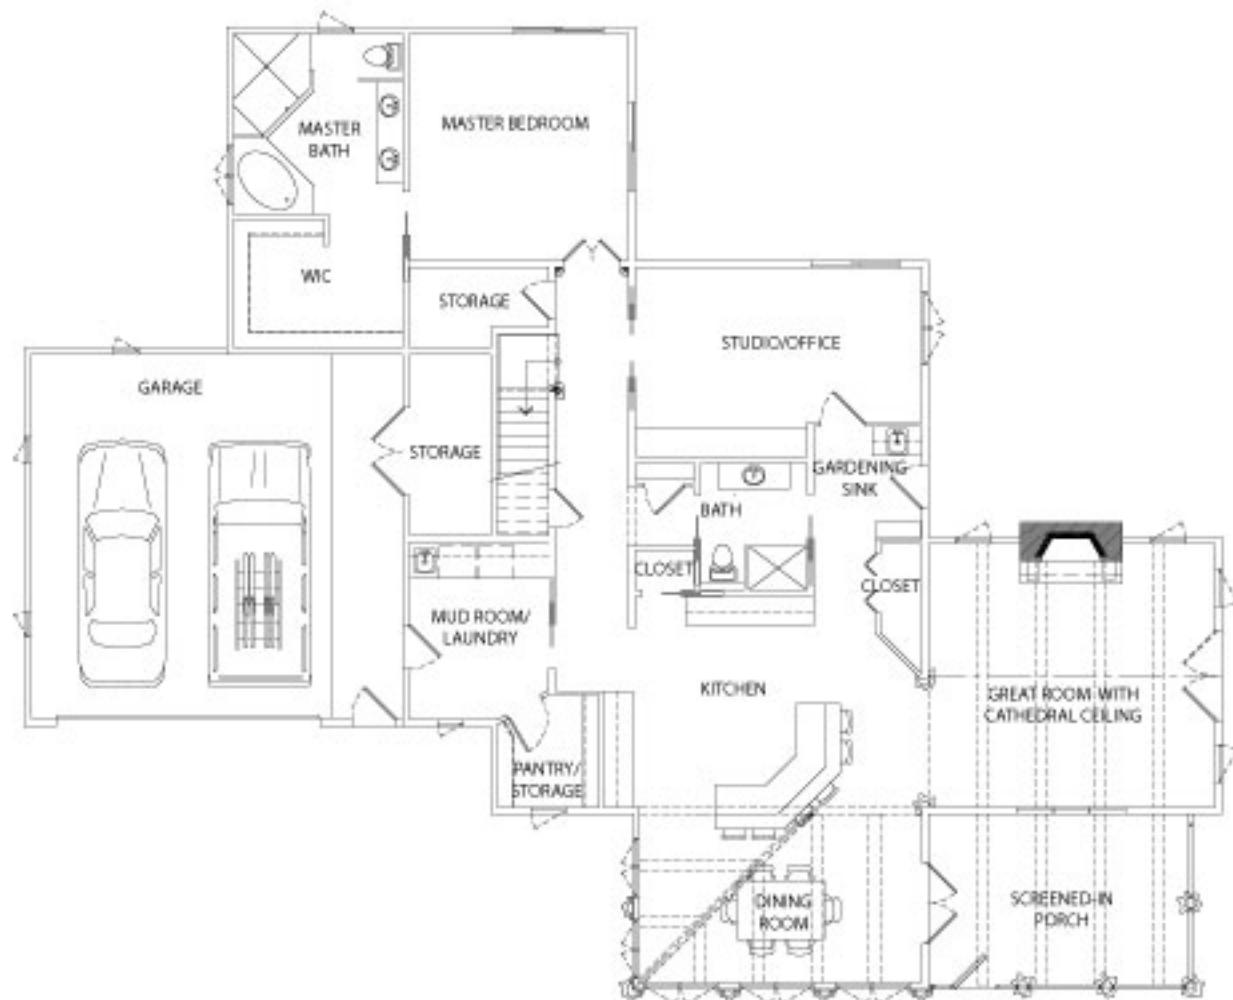 MASTER
BATH
MASTER BEDROOM
WIC
STORAGE
STUDIO/OFFICE
GARAGE
STORAGE
GARDENING
SINK
BATH
CLOSET
CLOSET
MUD ROOM/
LAUNDRY
KITCHEN
GREAT ROOM WITH
CATHEDRAL CEILING
PANTRY/
STORAGE
DINING
ROOM
SCREENED-IN
PORCH